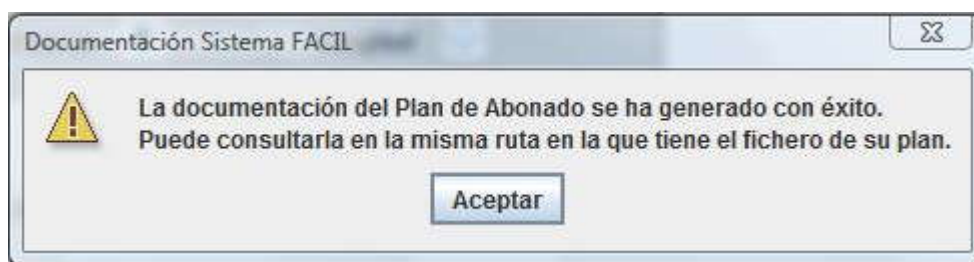 Documentación Sistema FACIL
La documentación del Plan de Abonado se ha generado con éxito.
Puede consultarla en la misma ruta en la que tiene el fichero de su plan.
Aceptar